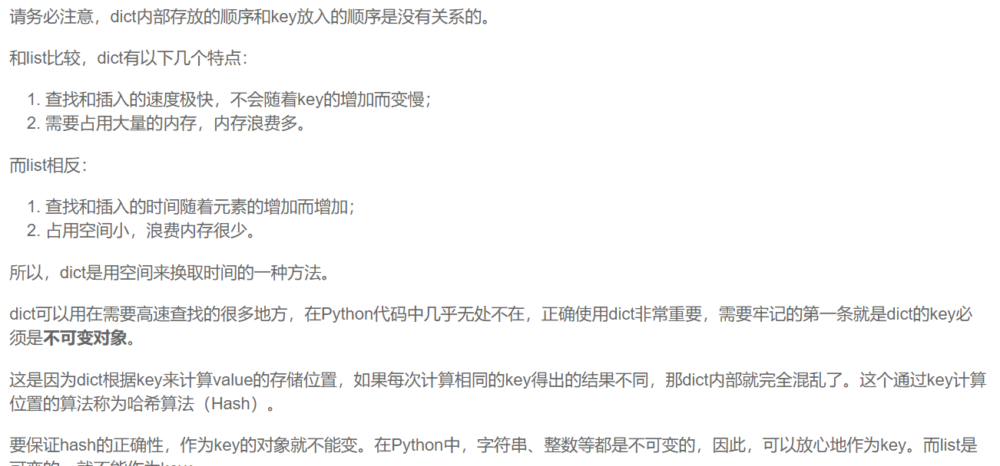 请务必注意，dict内部存放的顺序和key放入的顺序是没有关系的。
和list比较，dict有以下几个特点：
1. 查找和插入的速度极快，不会随着key的增加而变慢；
2. 需要占用大量的内存，内存浪费多。
而list相反：
1. 查找和插入的时间随着元素的增加而增加；
2. 占用空间小，浪费内存很少。
所以，dict是用空间来换取时间的一种方法。
dict可以用在需要高速查找的很多地方，在Python代码中几乎无处不在，正确使用dict非常重要，需要牢记的第一条就是dict的key必
须是不可变对象。
这是因为dict根据key来计算value的存储位置，如果每次计算相同的key得出的结果不同，那dict内部就完全混乱了。这个通过key计算
位置的算法称为哈希算法（Hash）。
要保证hash的正确性，作为key的对象就不能变。在Python中，字符串、整数等都是不可变的，因此，可以放心地作为key。而list是
可变的，就不能作为key：